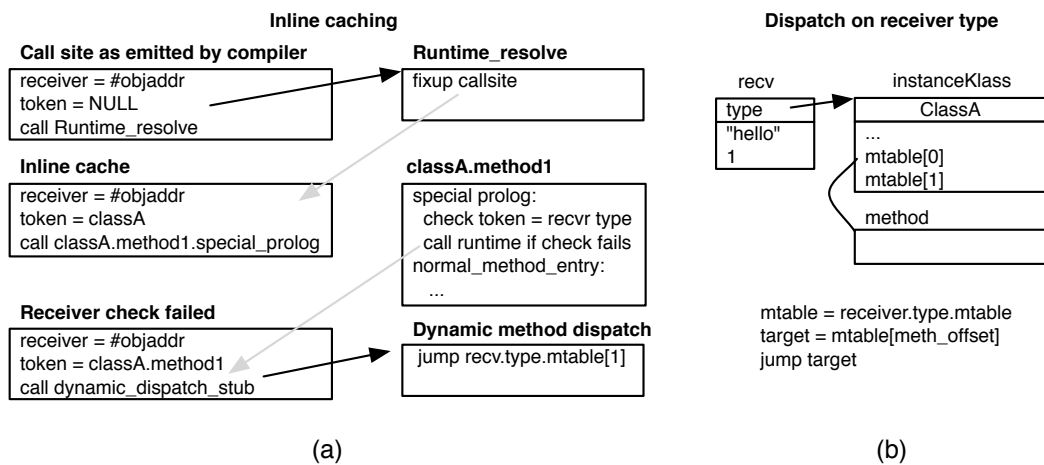 Inline caching
Call site as emitted by compiler
receiver = #objaddr
token = NULL
call Runtime_resolve
Runtime_resolve
fixup callsite
Inline cache
receiver = #objaddr
token = classA
call classA.method1.special_prolog
classA.method1
special prolog:
check token = recvr type
call runtime if check fails
normal_method_entry:
...
Receiver check failed
receiver = #objaddr
token = classA.method1
call dynamic_dispatch_stub
Dynamic method dispatch
jump recv.type.mtable[1]
(a)
Dispatch on receiver type
recv
type
"hello"
1
instanceKlass
ClassA
...
mtable[0]
mtable[1]
method
mtable = receiver.type.mtable
target = mtable[meth_offset]
jump target
(b)